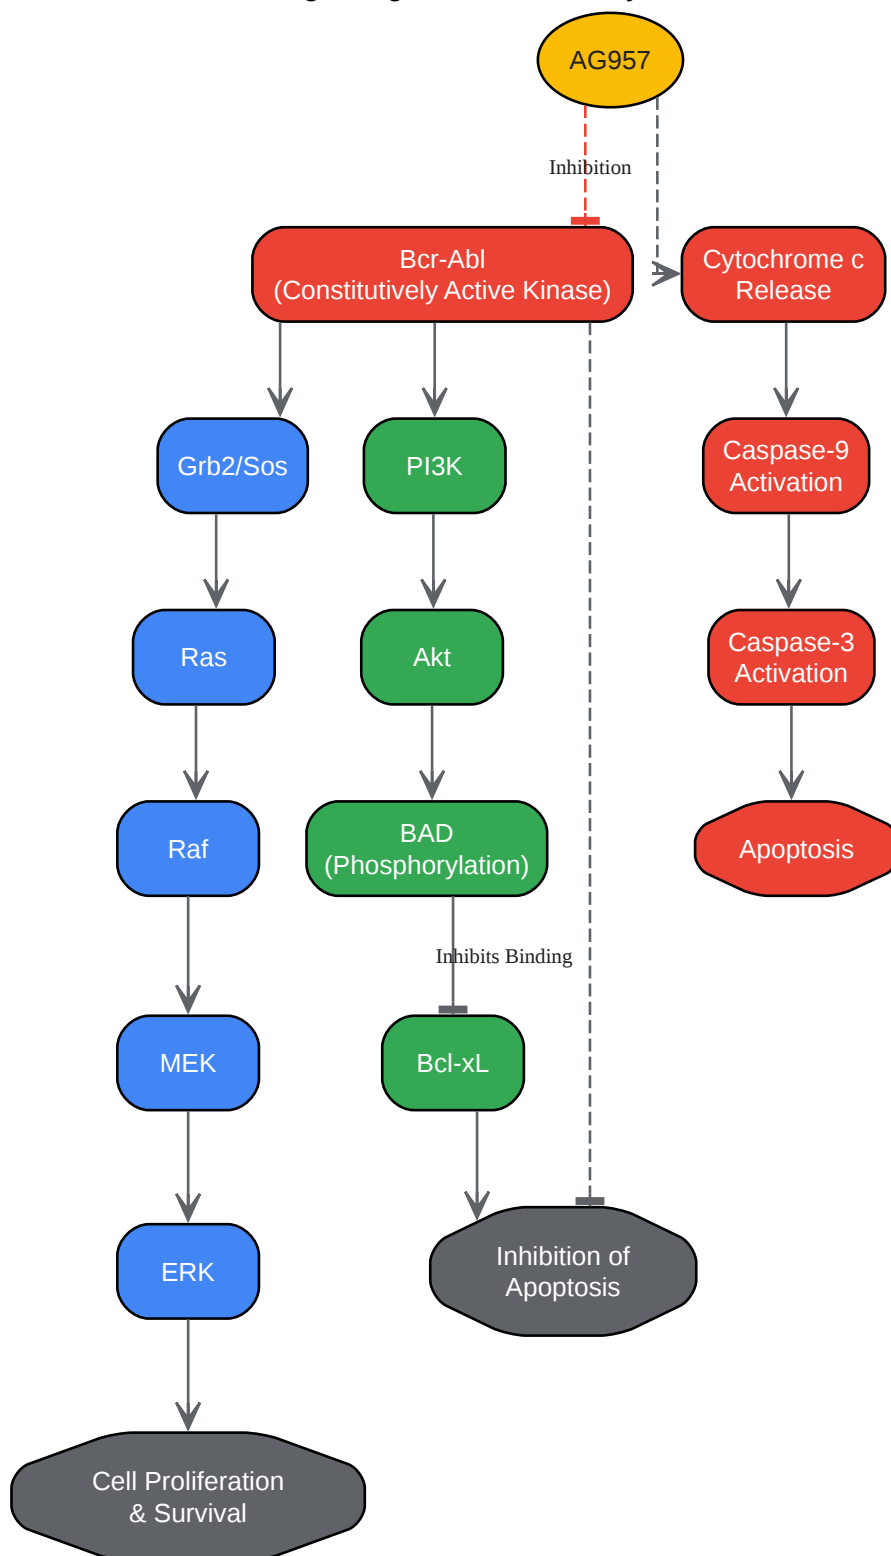 AG957
Inhibition
Bcr-Abl
(Constitutively Active Kinase)
Cytochrome c
Release
Grb2/Sos
PI3K
Caspase-9
Activation
Ras
Akt
Caspase-3
Activation
Raf
BAD
(Phosphorylation)
Apoptosis
Inhibits Binding
MEK
Bcl-xL
ERK
Inhibition of
Apoptosis
Cell Proliferation
& Survival